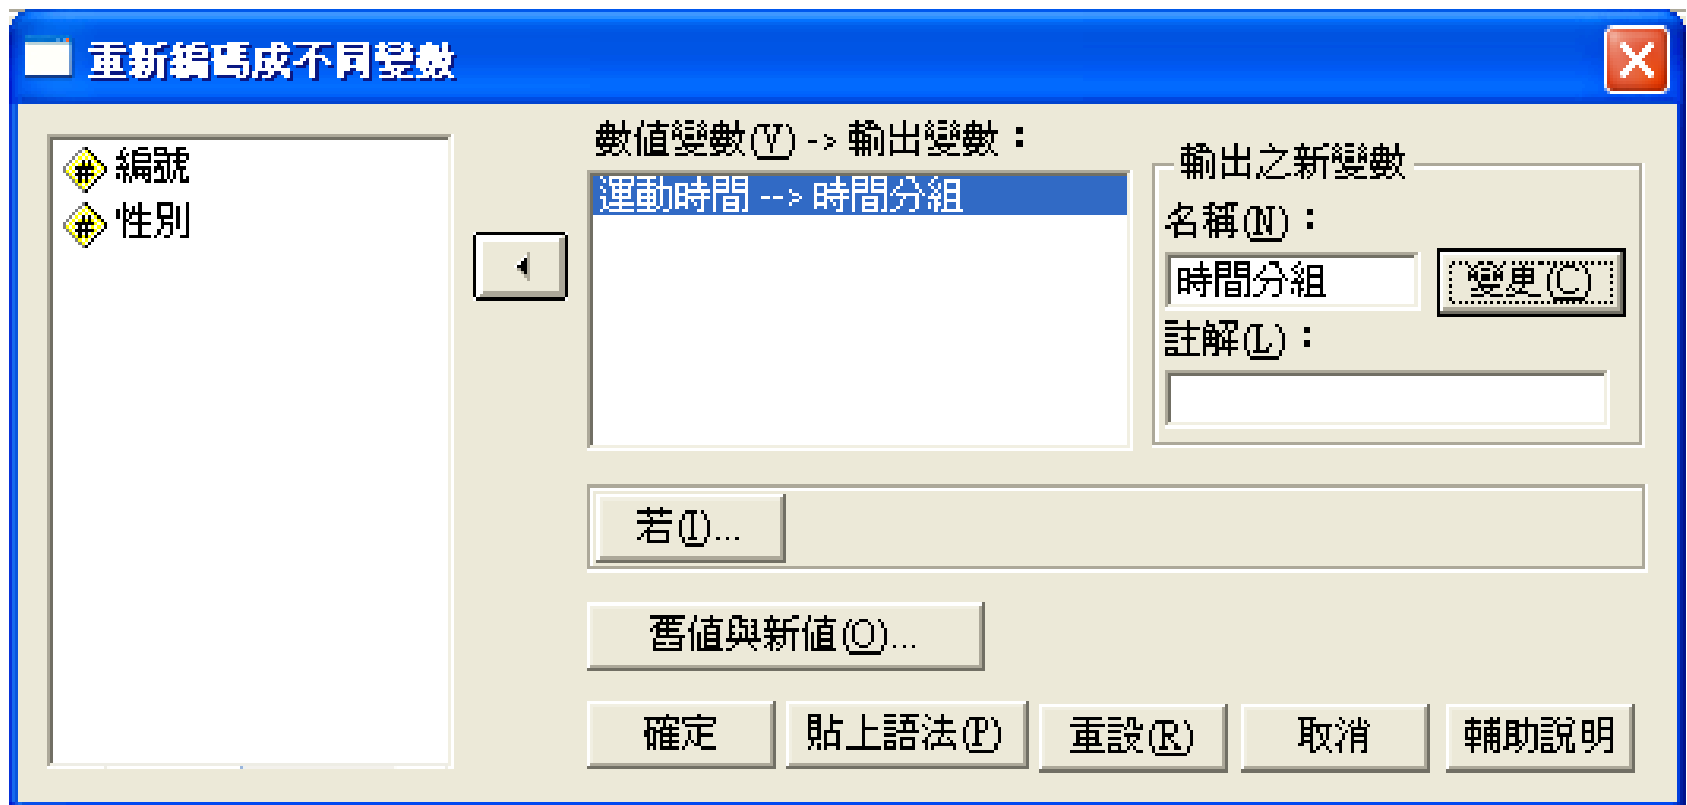 重新編碼成不同變數
編號
性別
數值變數(V) -> 輸出變數：
運動時間 --> 時間分組
輸出之新變數
名稱(N)：
時間分組
變更(C)
註解(L)：
若(I)...
舊值與新值(O)...
確定
貼上語法(P)
重設(R)
取消
輔助說明